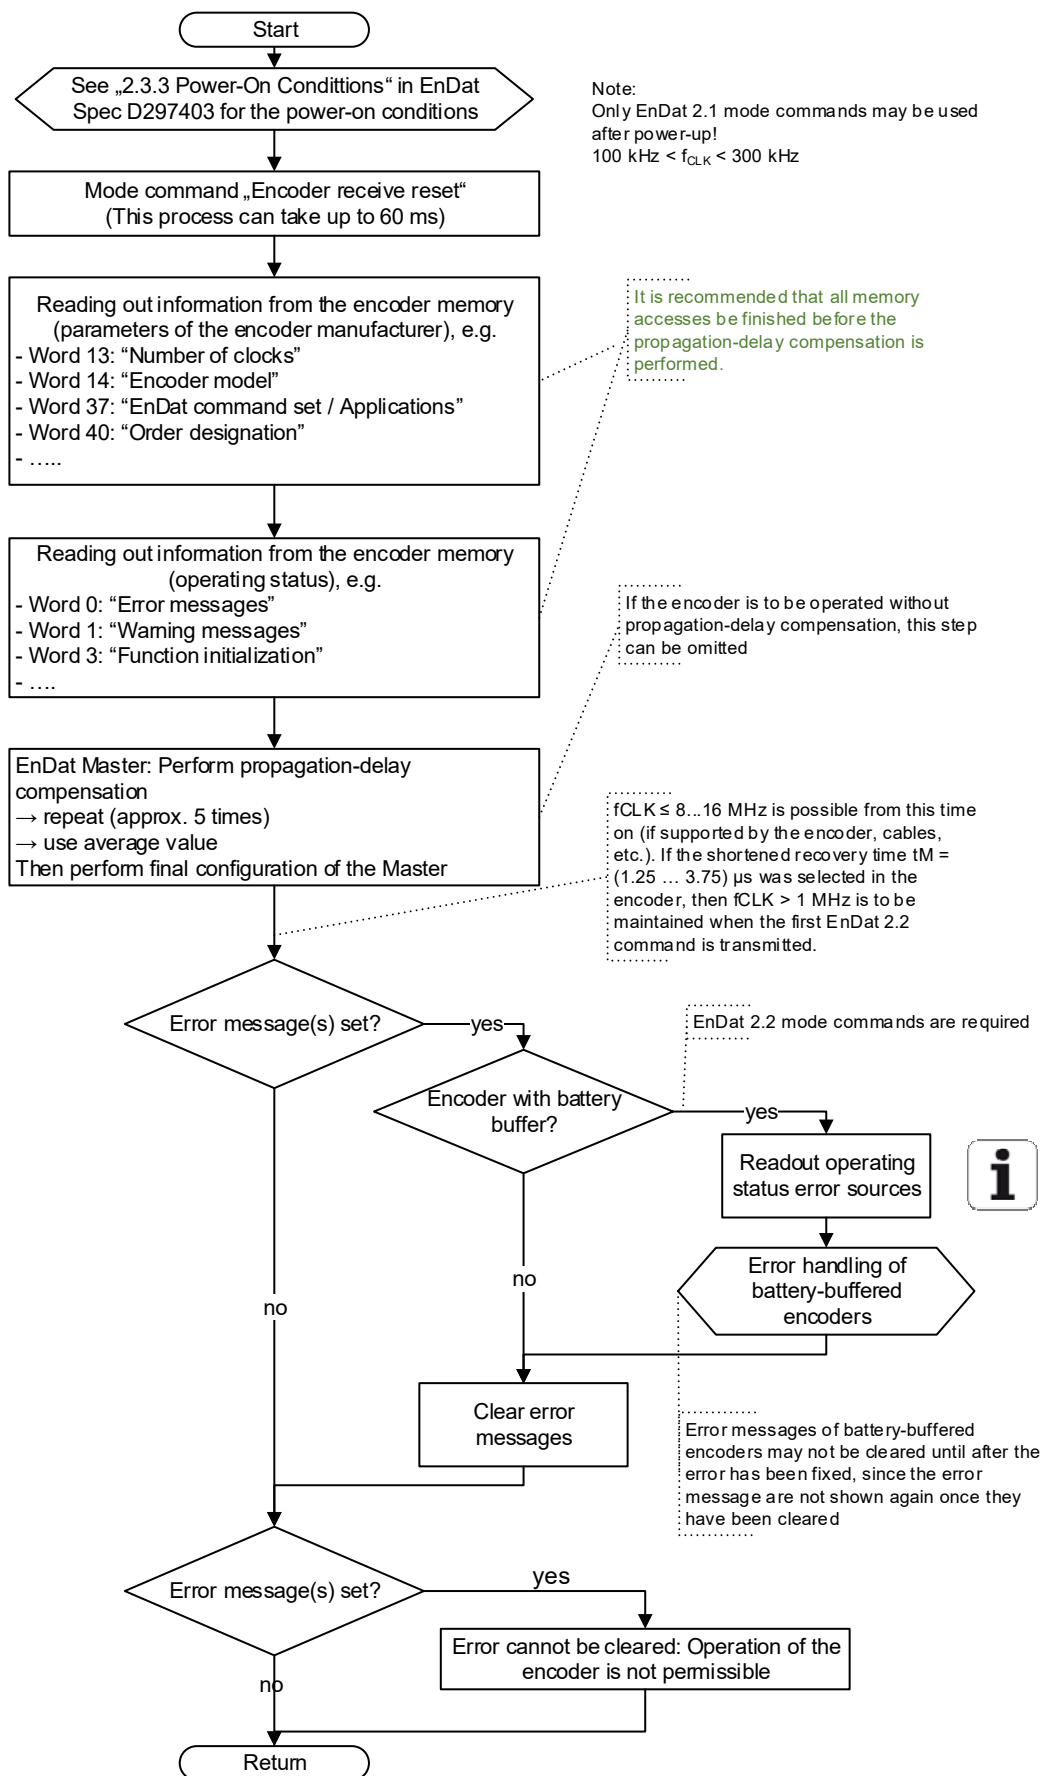 Start
See „2.3.3 Power-On Condittions“ in EnDat
Spec D297403 for the power-on conditions
Note:
Only EnDat 2.1 mode commands may be used
after power-up!
100 kHz < fCLK < 300 kHz
Mode command „Encoder receive reset“
(This process can take up to 60 ms)
Reading out information from the encoder memory
(parameters of the encoder manufacturer), e.g.
- Word 13: “Number of clocks”
- Word 14: “Encoder model”
- Word 37: “EnDat command set / Applications”
- Word 40: “Order designation”
- …..
It is recommended that all memory
accesses be finished before the
propagation-delay compensation is
performed.
Reading out information from the encoder memory
(operating status), e.g.
- Word 0: “Error messages”
- Word 1: “Warning messages”
- Word 3: “Function initialization”
- ….
If the encoder is to be operated without
propagation-delay compensation, this step
can be omitted
EnDat Master: Perform propagation-delay
compensation
→ repeat (approx. 5 times)
→ use average value
Then perform final configuration of the Master
fCLK ≤ 8...16 MHz is possible from this time
on (if supported by the encoder, cables,
etc.). If the shortened recovery time tM =
(1.25 … 3.75) µs was selected in the
encoder, then fCLK > 1 MHz is to be
maintained when the first EnDat 2.2
command is transmitted.
Error message(s) set?
yes
EnDat 2.2 mode commands are required
Encoder with battery
buffer?
yes
Readout operating
status error sources
i
no
no
Error handling of
battery-buffered
encoders
Clear error
messages
Error messages of battery-buffered
encoders may not be cleared until after the
error has been fixed, since the error
message are not shown again once they
have been cleared
Error message(s) set?
yes
Error cannot be cleared: Operation of the
encoder is not permissible
no
Return